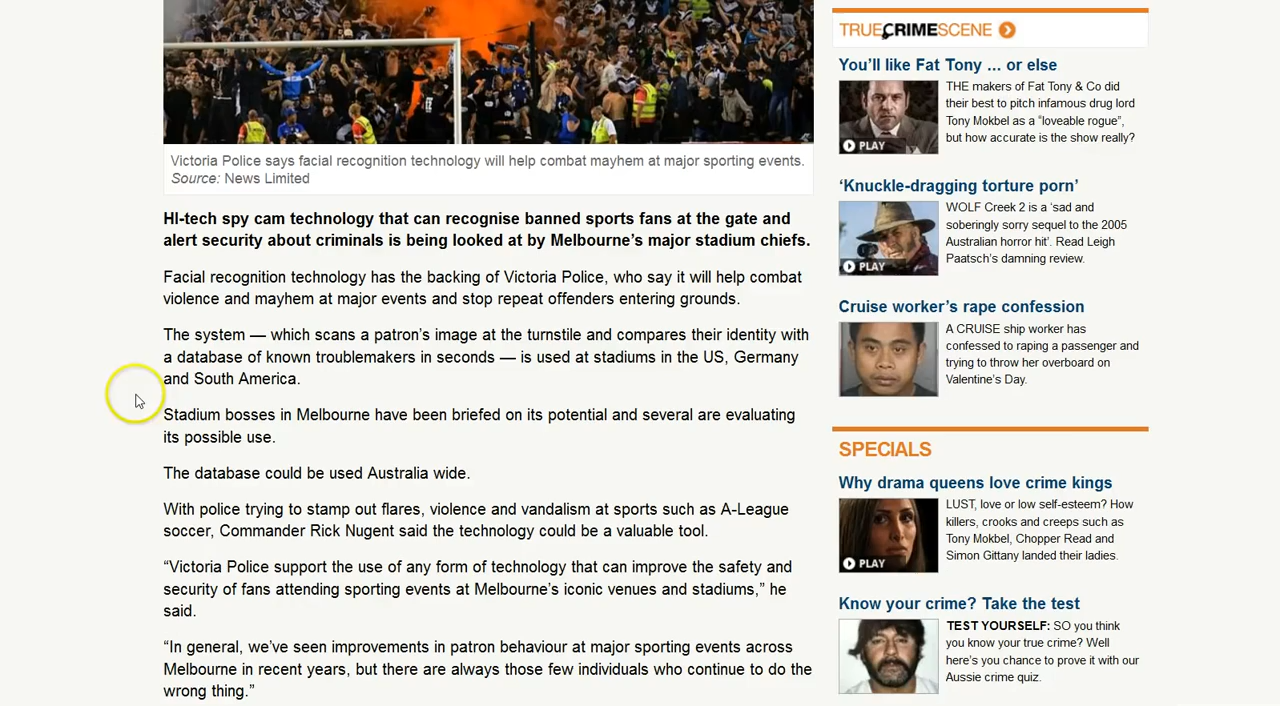 Victoria Police says facial recognition technology will help combat mayhem at major sporting events.
Source: News Limited
HI-tech spy cam technology that can recognise banned sports fans at the gate and
alert security about criminals is being looked at by Melbourne’s major stadium chiefs.
Facial recognition technology has the backing of Victoria Police, who say it will help combat
violence and mayhem at major events and stop repeat offenders entering grounds.
The system — which scans a patron’s image at the turnstile and compares their identity with
a database of known troublemakers in seconds — is used at stadiums in the US, Germany
and South America.
Stadium bosses in Melbourne have been briefed on its potential and several are evaluating
its possible use.
The database could be used Australia wide.
With police trying to stamp out flares, violence and vandalism at sports such as A-League
soccer, Commander Rick Nugent said the technology could be a valuable tool.
“Victoria Police support the use of any form of technology that can improve the safety and
security of fans attending sporting events at Melbourne’s iconic venues and stadiums,” he
said.
“In general, we’ve seen improvements in patron behaviour at major sporting events across
Melbourne in recent years, but there are always those few individuals who continue to do the
wrong thing.”
TRUECRIMESCENE
You’ll like Fat Tony ... or else
THE makers of Fat Tony & Co did
their best to pitch infamous drug lord
Tony Mokbel as a “loveable rogue”,
but how accurate is the show really?
PLAY
‘Knuckle-dragging torture porn’
WOLF Creek 2 is a ‘sad and
soberingly sorry sequel to the 2005
Australian horror hit’. Read Leigh
Paatsch’s damning review.
PLAY
Cruise worker’s rape confession
A CRUISE ship worker has
confessed to raping a passenger and
trying to throw her overboard on
Valentine’s Day.
SPECIALS
Why drama queens love crime kings
LUST, love or low self-esteem? How
killers, crooks and creeps such as
Tony Mokbel, Chopper Read and
Simon Gittany landed their ladies.
PLAY
Know your crime? Take the test
TEST YOURSELF: SO you think
you know your true crime? Well
here’s you chance to prove it with our
Aussie crime quiz.